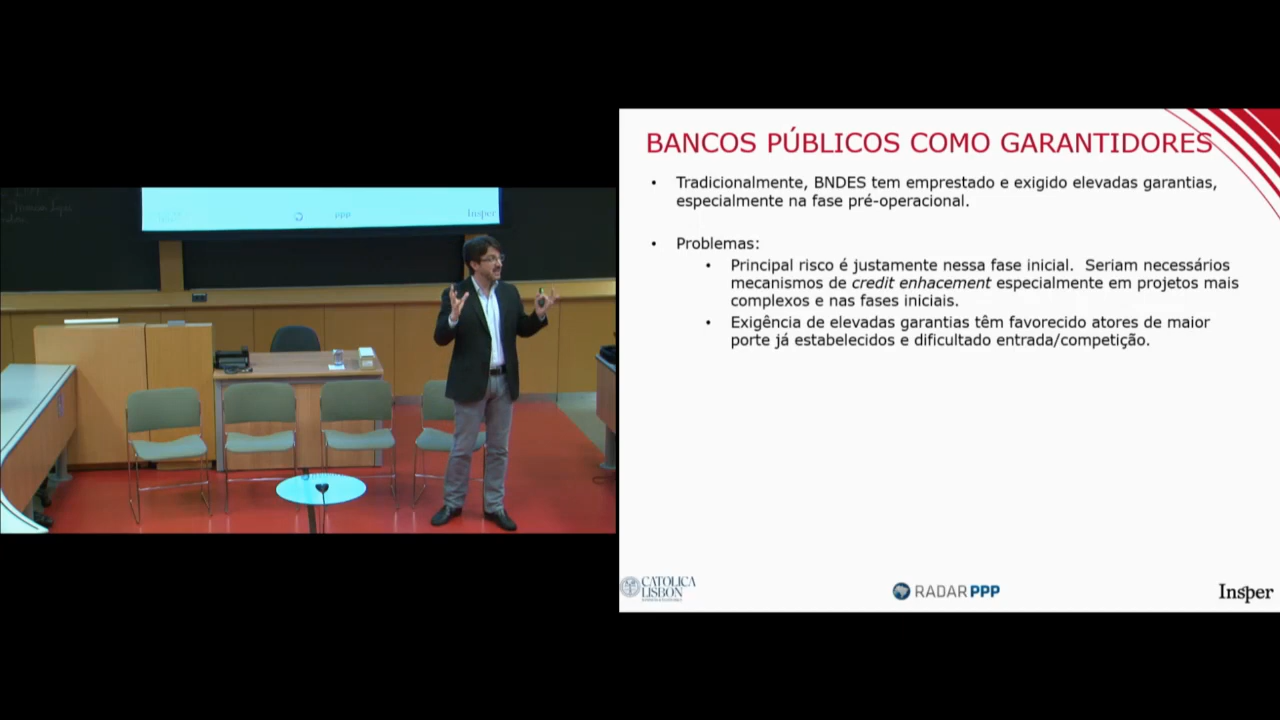 BANCOS PÚBLICOS COMO GARANTIDORES
• Tradicionalmente, BNDES tem emprestado e exigido elevadas garantias,
especialmente na fase pré-operacional.
• Problemas:
• Principal risco é justamente nessa fase inicial. Seriam necessários
mecanismos de credit enhacement especialmente em projetos mais
complexos e nas fases iniciais.
• Exigência de elevadas garantias têm favorecido atores de maior
porte já estabelecidos e dificultado entrada/competição.
CATOLICA
LISBON
RADAR PPP
Insper
PPP
Insper